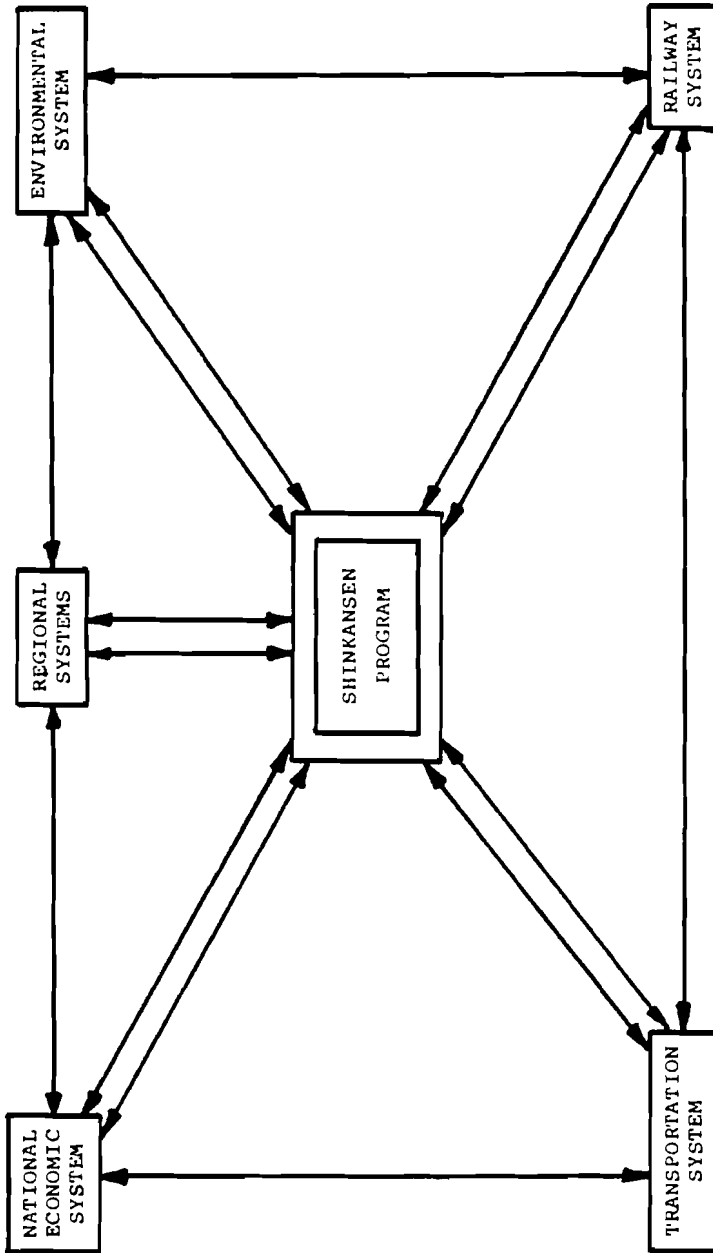 NATIONAL
ECONOMIC
SYSTEM
REGIONAL
SYSTEMS
ENVIRONMENTAL
SYSTEM
SHINKANSEN
PROGRAM
TRANSPORTATION
SYSTEM
RAILWAY
SYSTEM